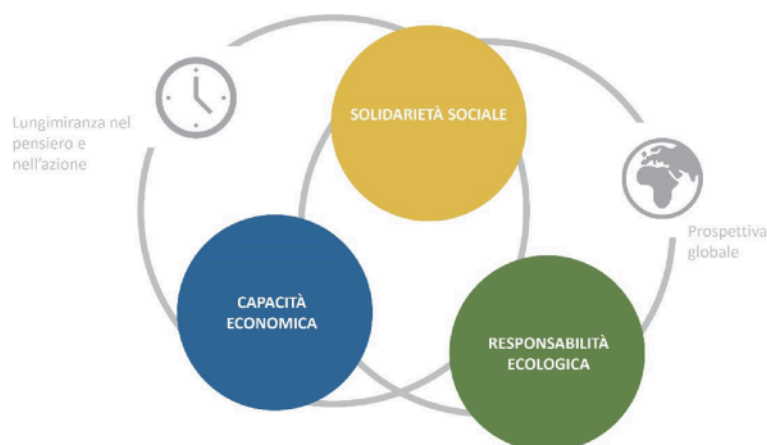 SOLIDARIETÀ SOCIALE
Lungimiranza nel
pensiero e
nell'azione
Prospettiva
globale
CAPACITÀ
ECONOMICA
RESPONSABILITÀ
ECOLOGICA